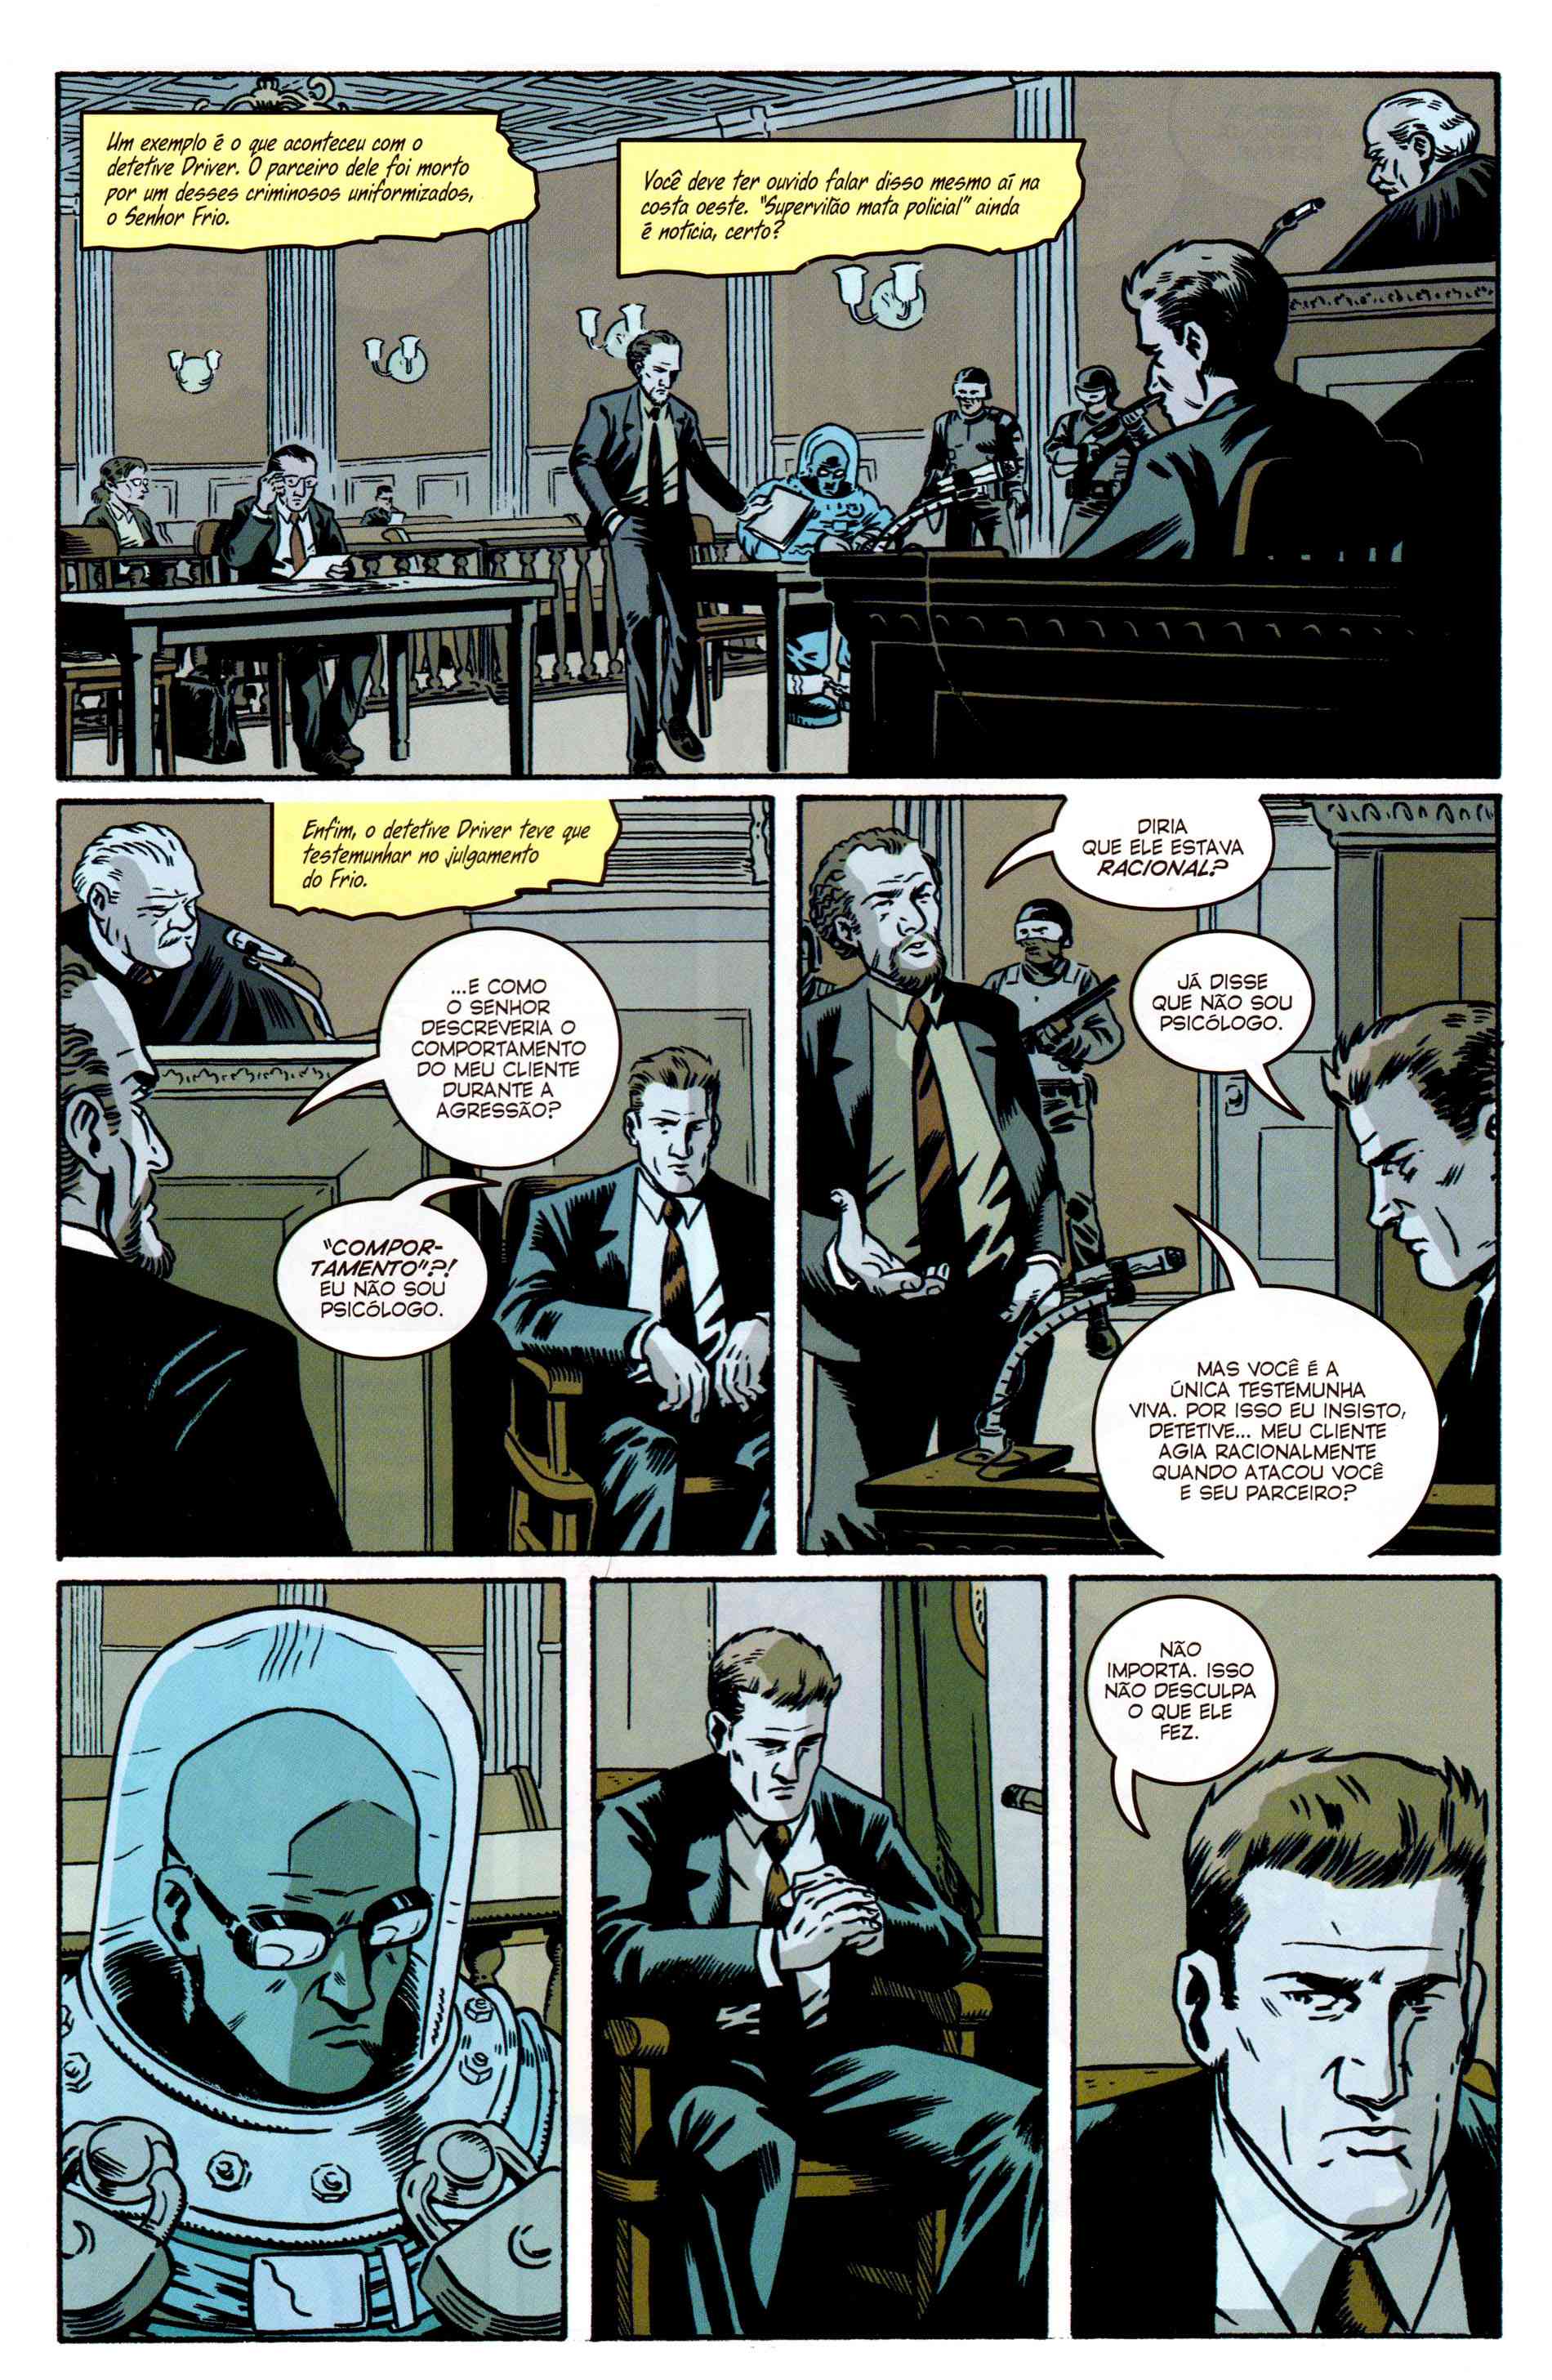 Um exemplo é o que aconteceu com o
detetive Driver. O parceiro dele foi morto
por um desses criminosos uniformizados,
o Senhor Frio.
Você deve ter ouvido falar disso mesmo aí na
costa oeste. "Supervilão mata policial" ainda
é notícia, certo?
Enfim, o detetive Driver teve que
testemunhar no julgamento
do Frio.
...E COMO
O SENHOR
DESCREVERIA O
COMPORTAMENTO
DO MEU CLIENTE
DURANTE A
AGRESSÃO?
"COMPOR-
TAMENTO"?!
EU NÃO SOU
PSICÓLOGO.
DIRIA
QUE ELE ESTAVA
RACIONAL?
JÁ DISSE
QUE NÃO SOU
PSICÓLOGO.
MAS VOCÊ É A
ÚNICA TESTEMUNHA
VIVA. POR ISSO EU INSISTO,
DETETIVE... MEU CLIENTE
AGIA RACIONALMENTE
QUANDO ATACOU VOCÊ
E SEU PARCEIRO?
NÃO
IMPORTA. ISSO
NÃO DESCULPA
O QUE ELE
FEZ.